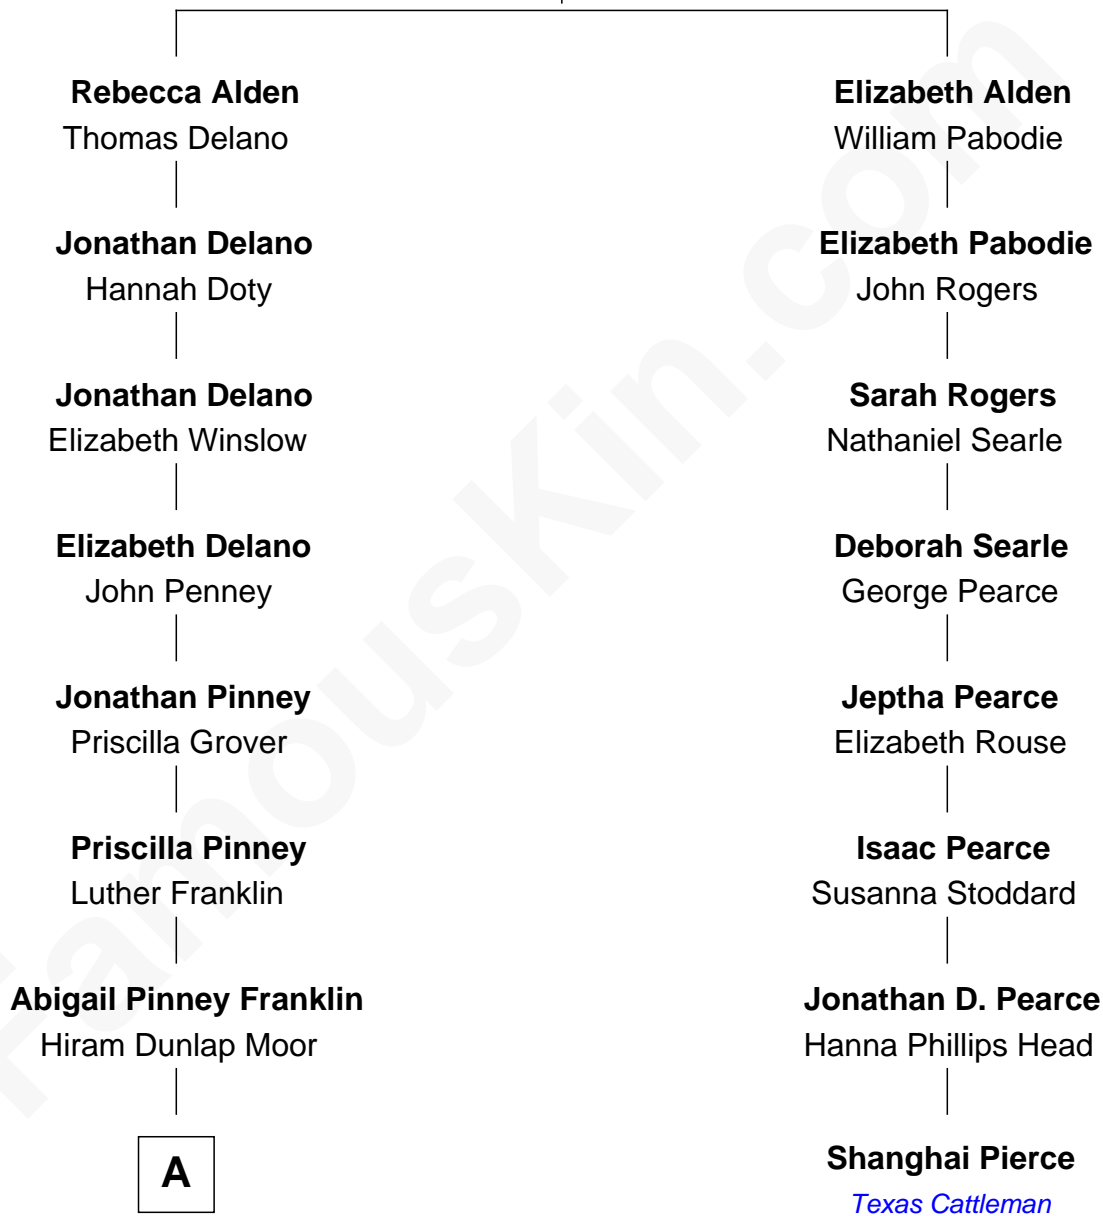 Rebecca Alden
Thomas Delano
Elizabeth Alden
William Pabodie
Jonathan Delano
Hannah Doty
Elizabeth Pabodie
John Rogers
Jonathan Delano
Elizabeth Winslow
Sarah Rogers
Nathaniel Searle
Elizabeth Delano
John Penney
Deborah Searle
George Pearce
Jonathan Pinney
Priscilla Grover
Jeptha Pearce
Elizabeth Rouse
Priscilla Pinney
Luther Franklin
Isaac Pearce
Susanna Stoddard
Abigail Pinney Franklin
Hiram Dunlap Moor
Jonathan D. Pearce
Hanna Phillips Head
A
Shanghai Pierce
Texas Cattleman
FamousKin.com